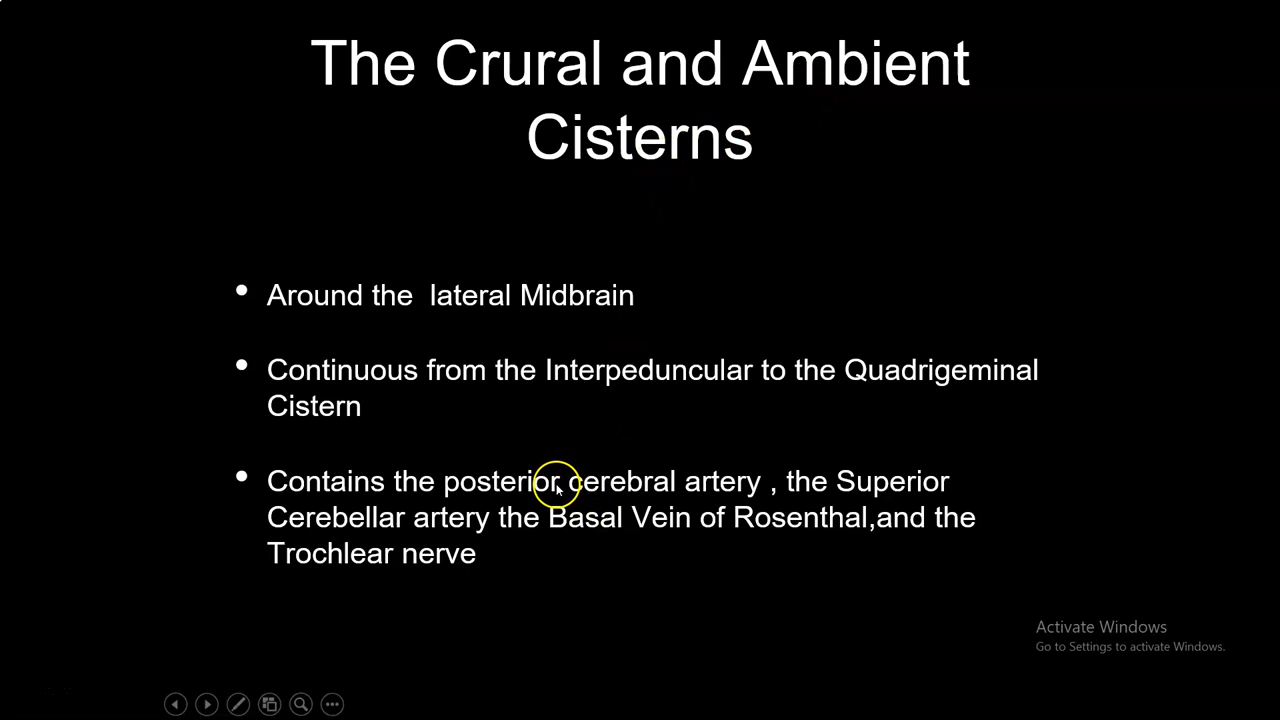 The Crural and Ambient
Cisterns
• Around the  lateral Midbrain
• Continuous from the Interpeduncular to the Quadrigeminal
Cistern
• Contains the posterior cerebral artery , the Superior
Cerebellar artery the Basal Vein of Rosenthal,and the
Trochlear nerve
Activate Windows
Go to Settings to activate Windows.